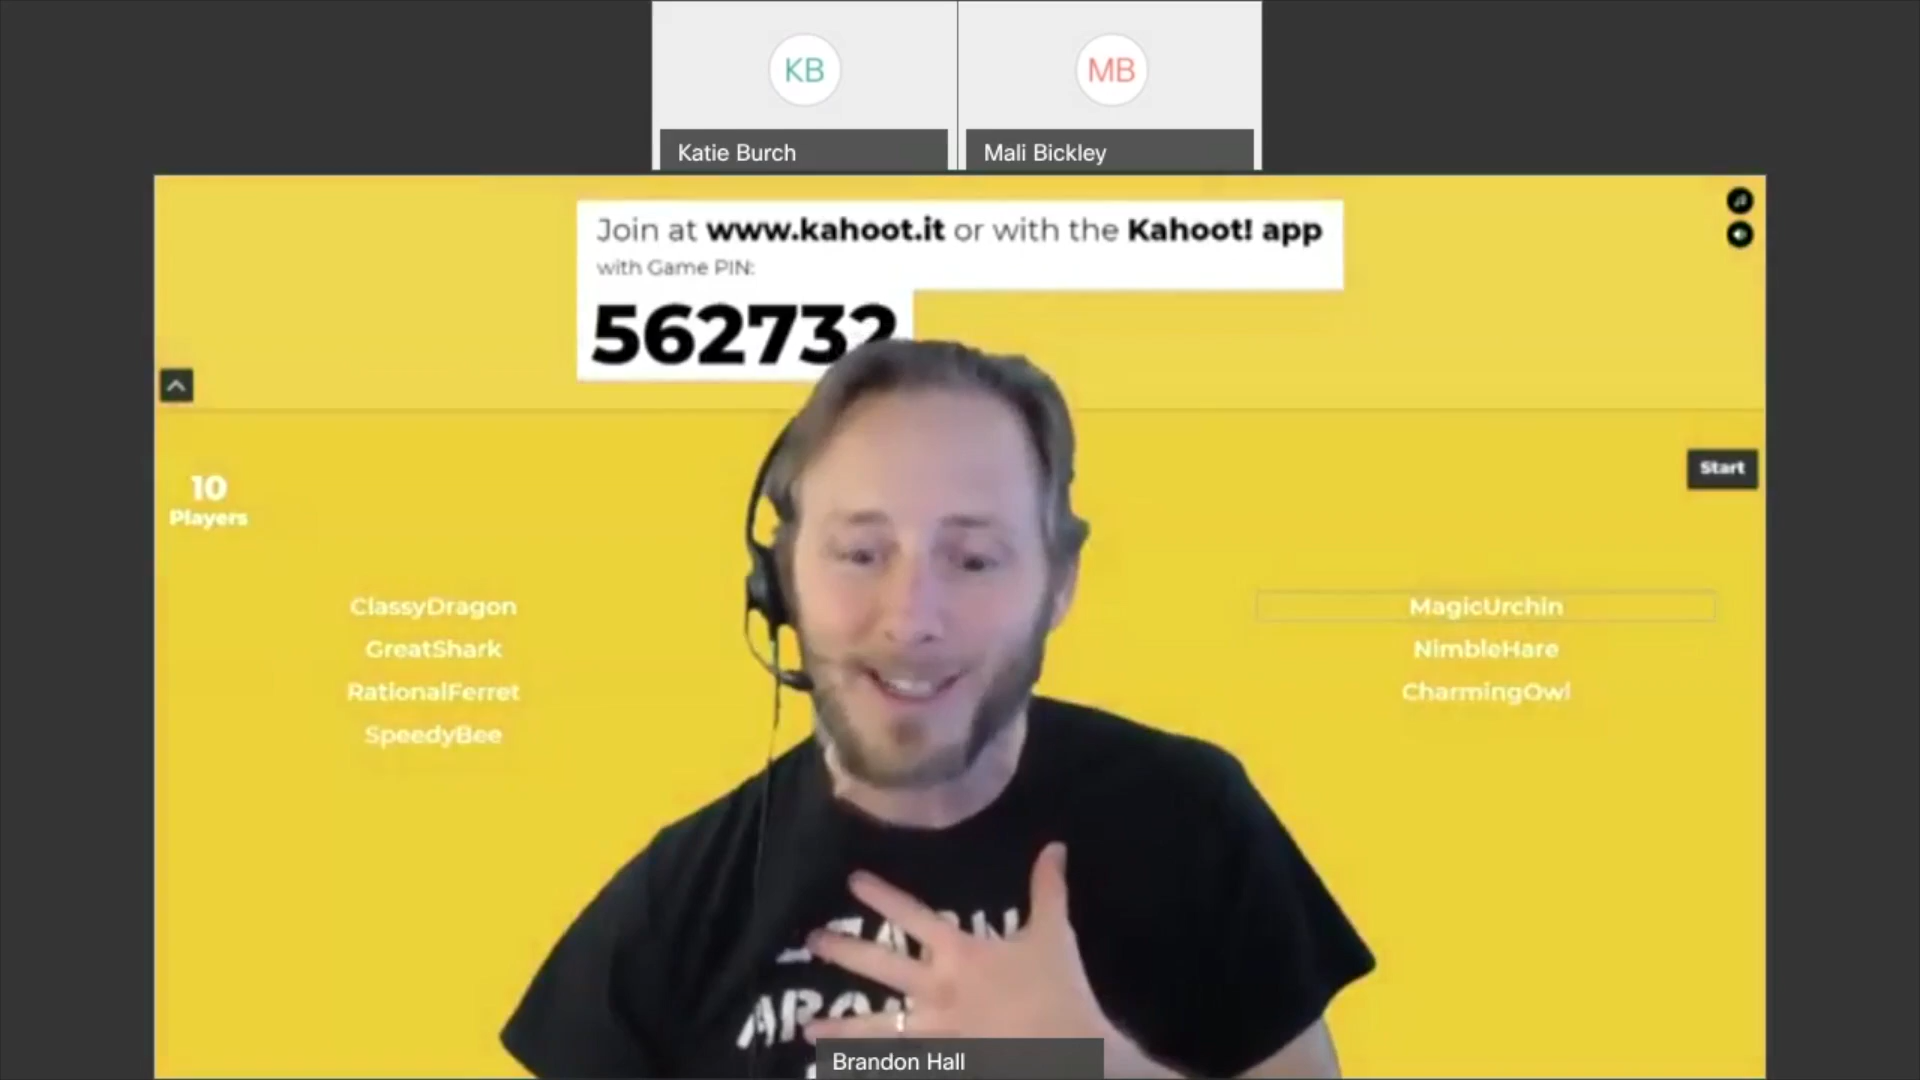 KB
MB
Katie Burch
Mali Bickley
Join at www.kahoot.it or with the Kahoot! app
with Game PIN:
562732
Start
10
Players
ClassyDragon
GreatShark
RationalFerret
SpeedyBee
MagicUrchin
NimbleHare
CharmingOwl
Brandon Hall